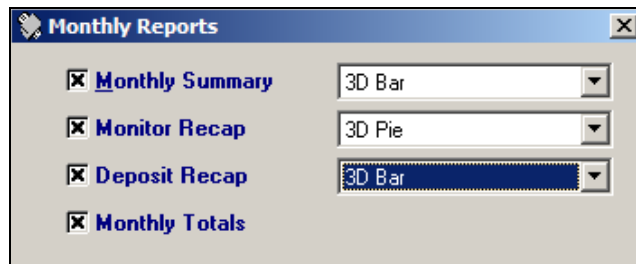 Monthly Reports
Monthly Summary 3D Bar
Monitor Recap 3D Pie
Deposit Recap 3D Bar
Monthly Totals